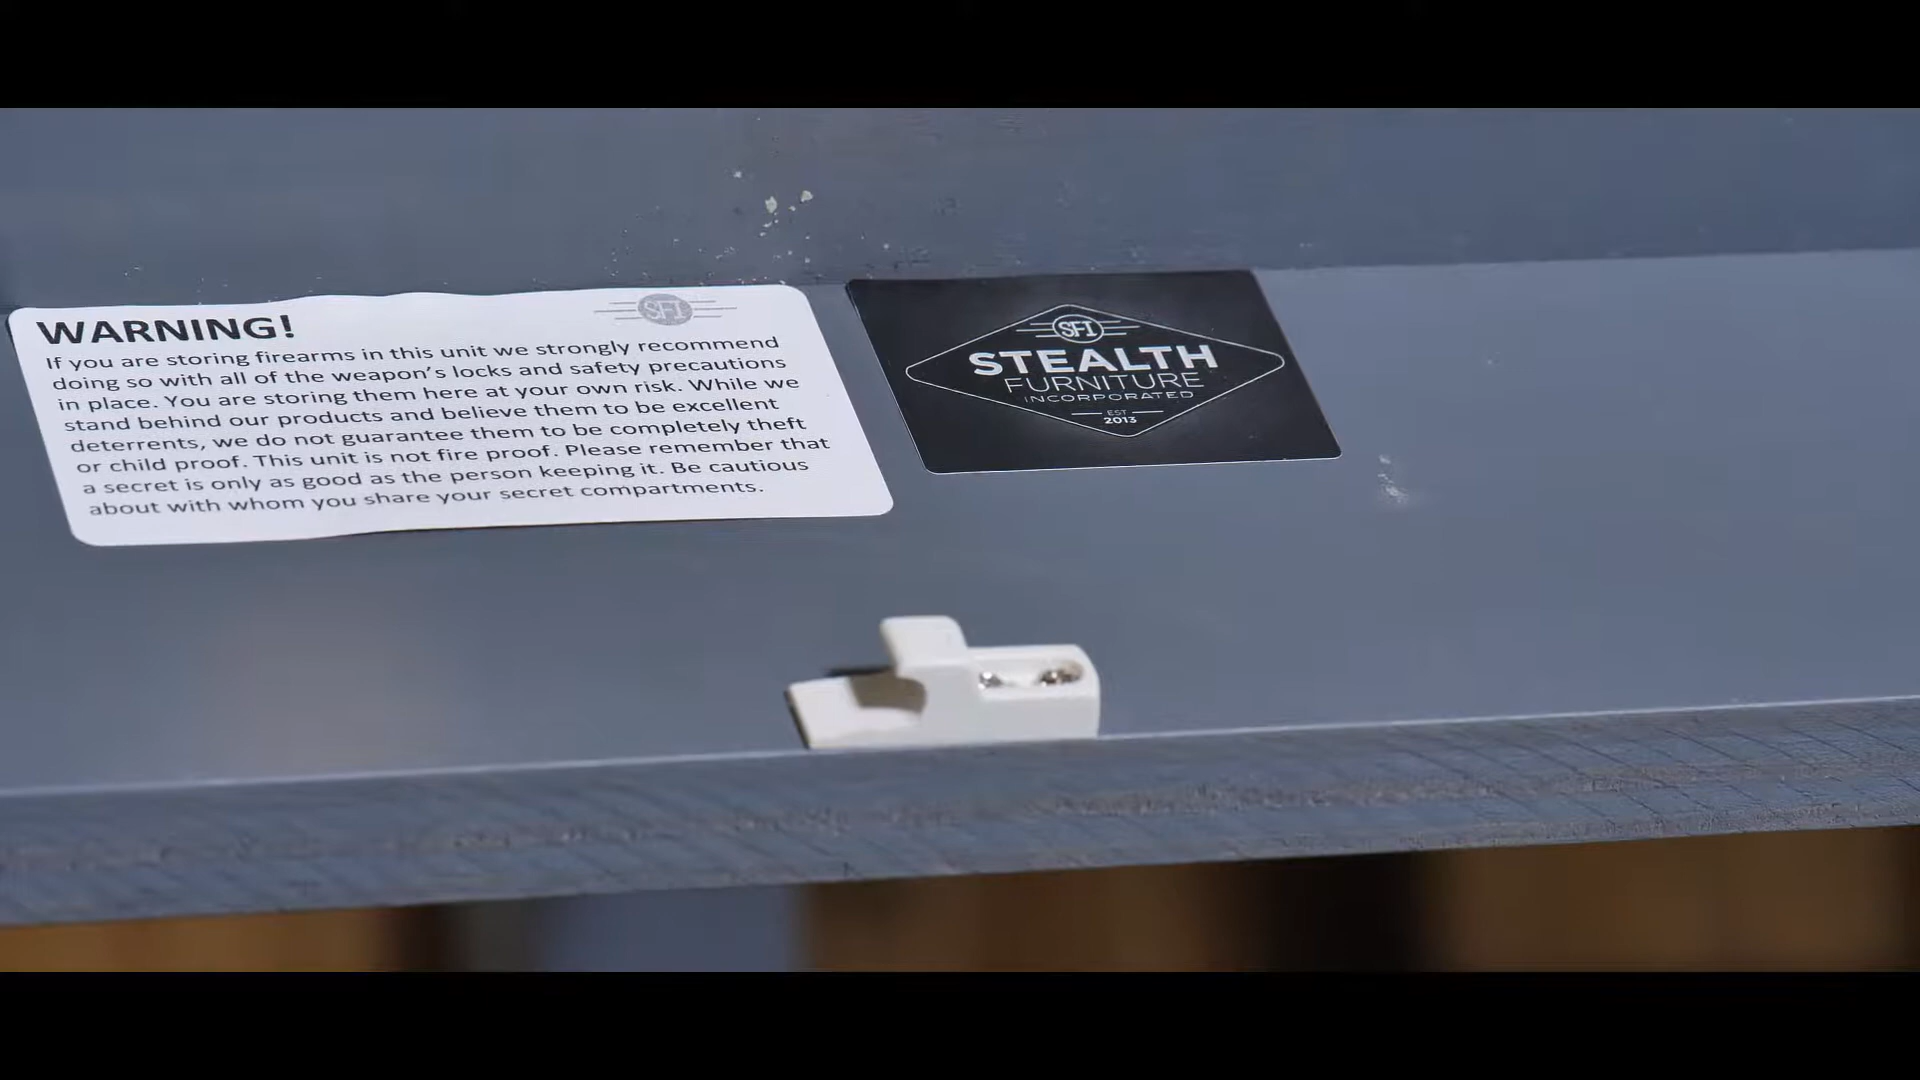 SFI
WARNING!
If you are storing firearms in this unit we strongly recommend
doing so with all of the weapon's locks and safety precautions
in place. You are storing them here at your own risk. While we
stand behind our products and believe them to be excellent
deterrents, we do not guarantee them to be completely theft
or child proof. This unit is not fire proof. Please remember that
a secret is only as good as the person keeping it. Be cautious
about with whom you share your secret compartments.
SFI
STEALTH
FURNITURE
INCORPORATED
EST
2013